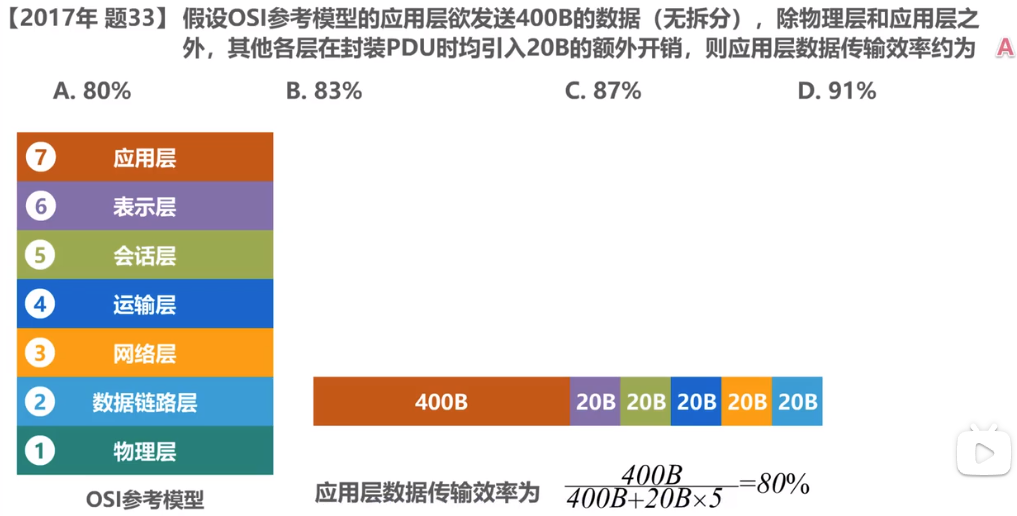 【2017年 题33】假设OSI参考模型的应用层欲发送400B的数据（无拆分），除物理层和应用层之
外，其他各层在封装PDU时均引入20B的额外开销，则应用层数据传输效率约为 A
A. 80% B. 83% C. 87% D. 91%
7 应用层
6 表示层
5 会话层
4 运输层
3 网络层
2 数据链路层
1 物理层
OSI参考模型
400B 20B 20B 20B 20B 20B
应用层数据传输效率为 400B / 400B+20B×5 =80%